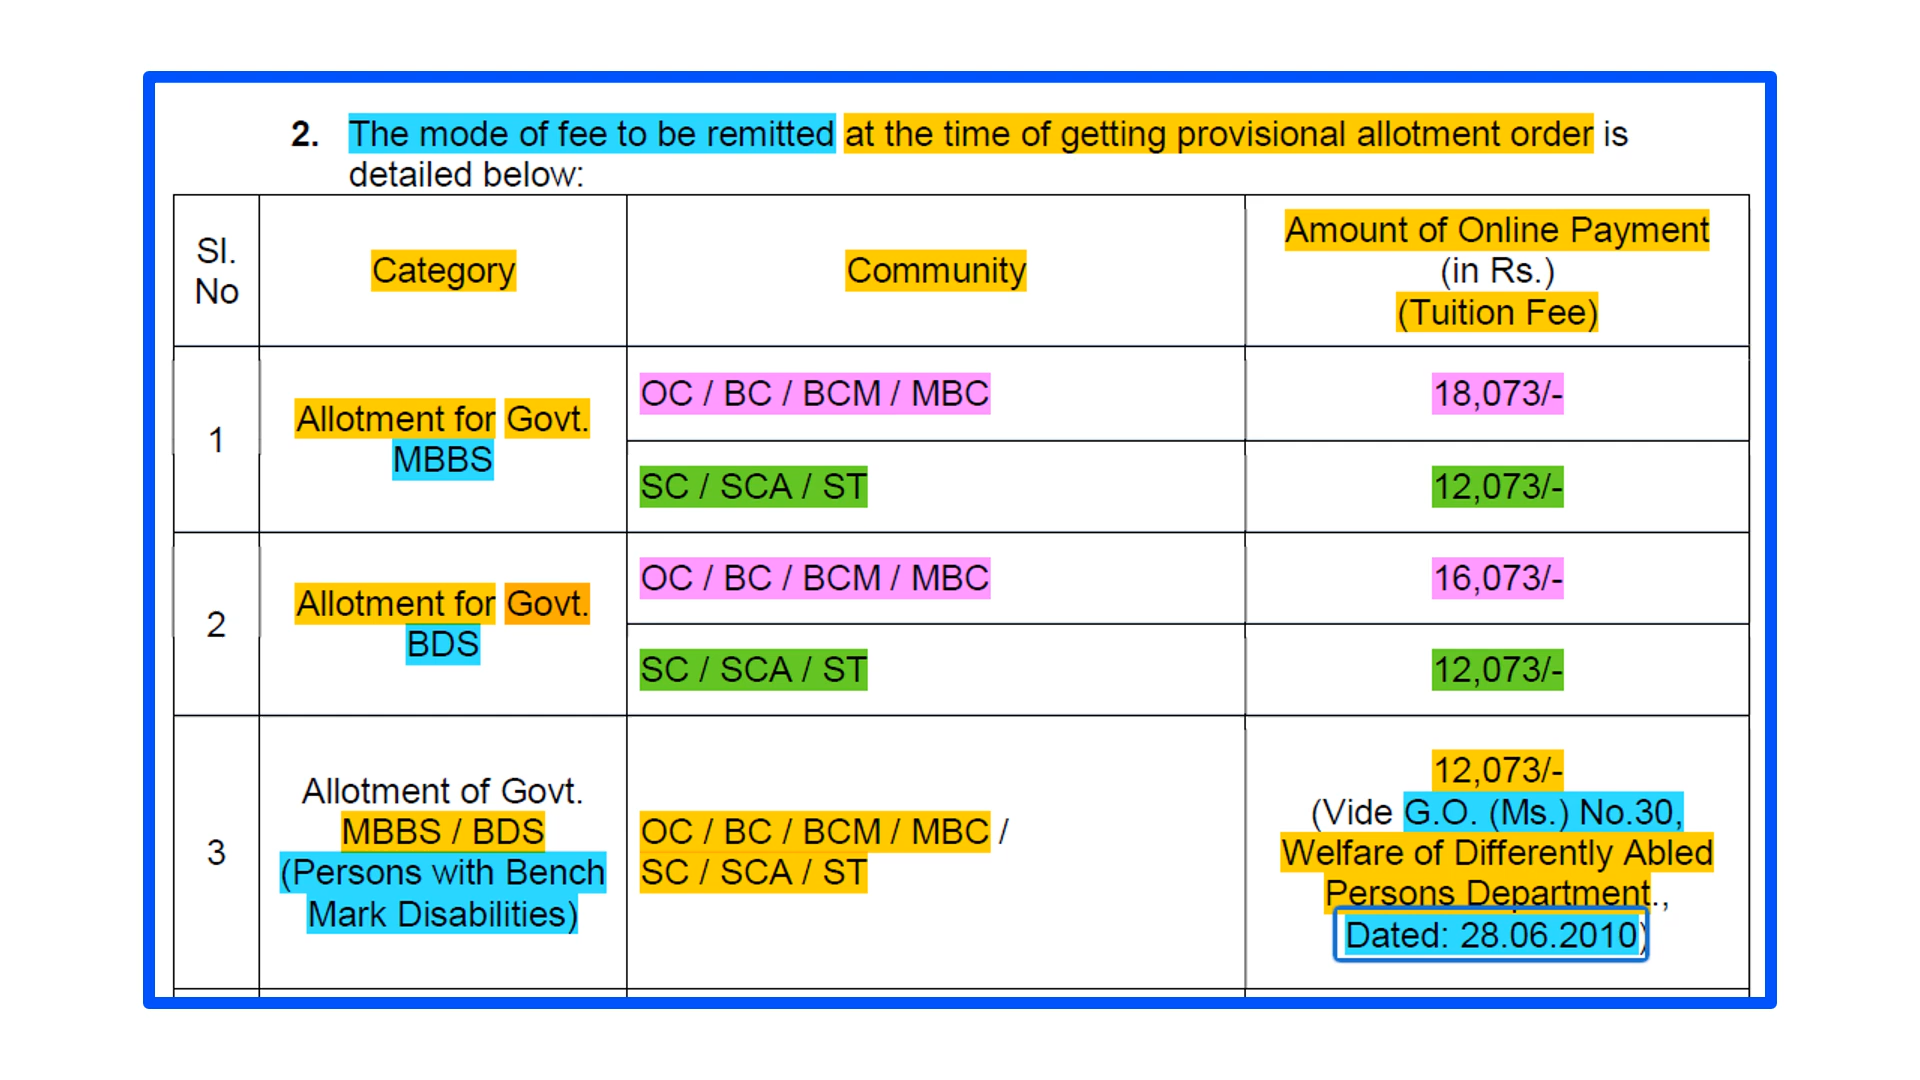 2. The mode of fee to be remitted at the time of getting provisional allotment order is
detailed below:
Sl.
No
Category
Community
Amount of Online Payment
(in Rs.)
(Tuition Fee)
1
Allotment for Govt.
MBBS
OC / BC / BCM / MBC
18,073/-
SC / SCA / ST
12,073/-
2
Allotment for Govt.
BDS
OC / BC / BCM / MBC
16,073/-
SC / SCA / ST
12,073/-
3
Allotment of Govt.
MBBS / BDS
(Persons with Bench
Mark Disabilities)
OC / BC / BCM / MBC /
SC / SCA / ST
12,073/-
(Vide G.O. (Ms.) No.30,
Welfare of Differently Abled
Persons Department.,
Dated: 28.06.2010)